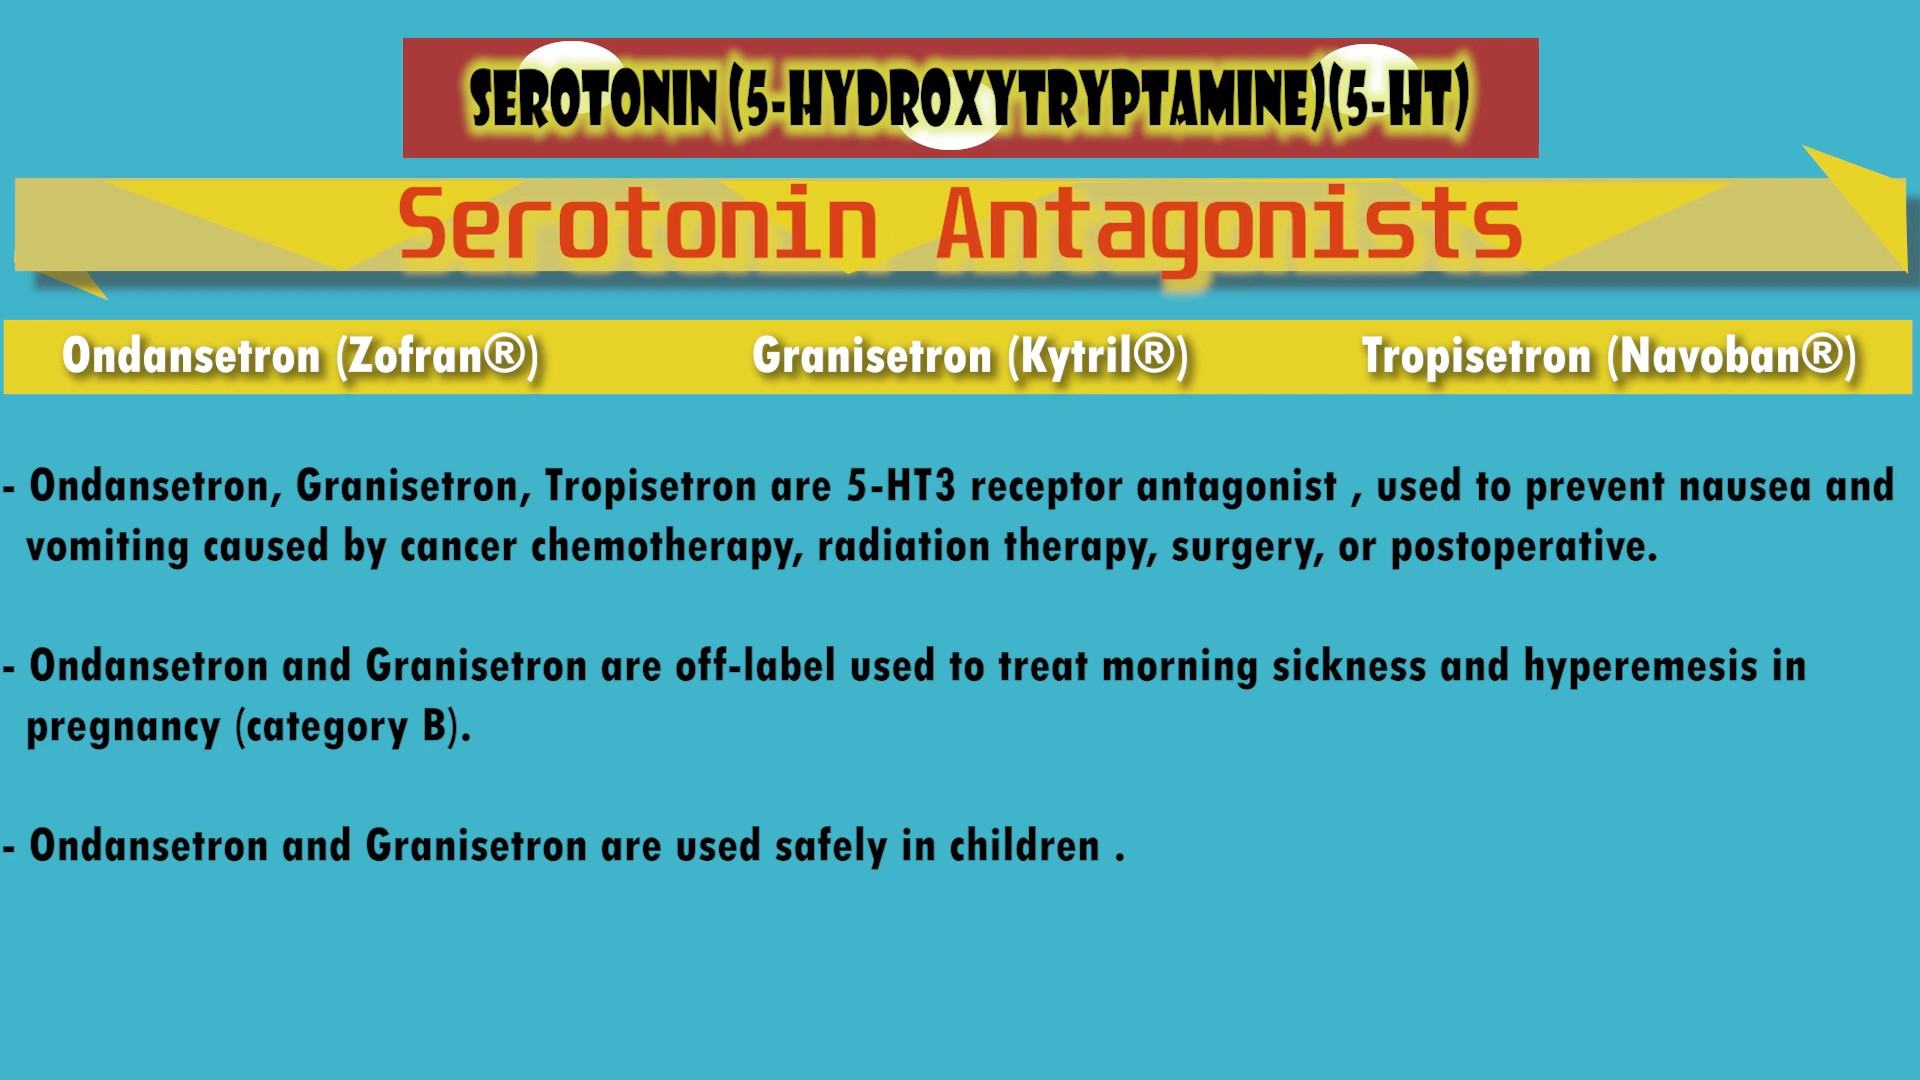 SEROTONIN (5-HYDROXYTRYPTAMINE)(5-HT)
Serotonin Antagonists
Ondansetron (Zofran®) Granisetron (Kytril®) Tropisetron (Navoban®)
- Ondansetron, Granisetron, Tropisetron are 5-HT3 receptor antagonist , used to prevent nausea and
vomiting caused by cancer chemotherapy, radiation therapy, surgery, or postoperative.
- Ondansetron and Granisetron are off-label used to treat morning sickness and hyperemesis in
pregnancy (category B).
- Ondansetron and Granisetron are used safely in children .